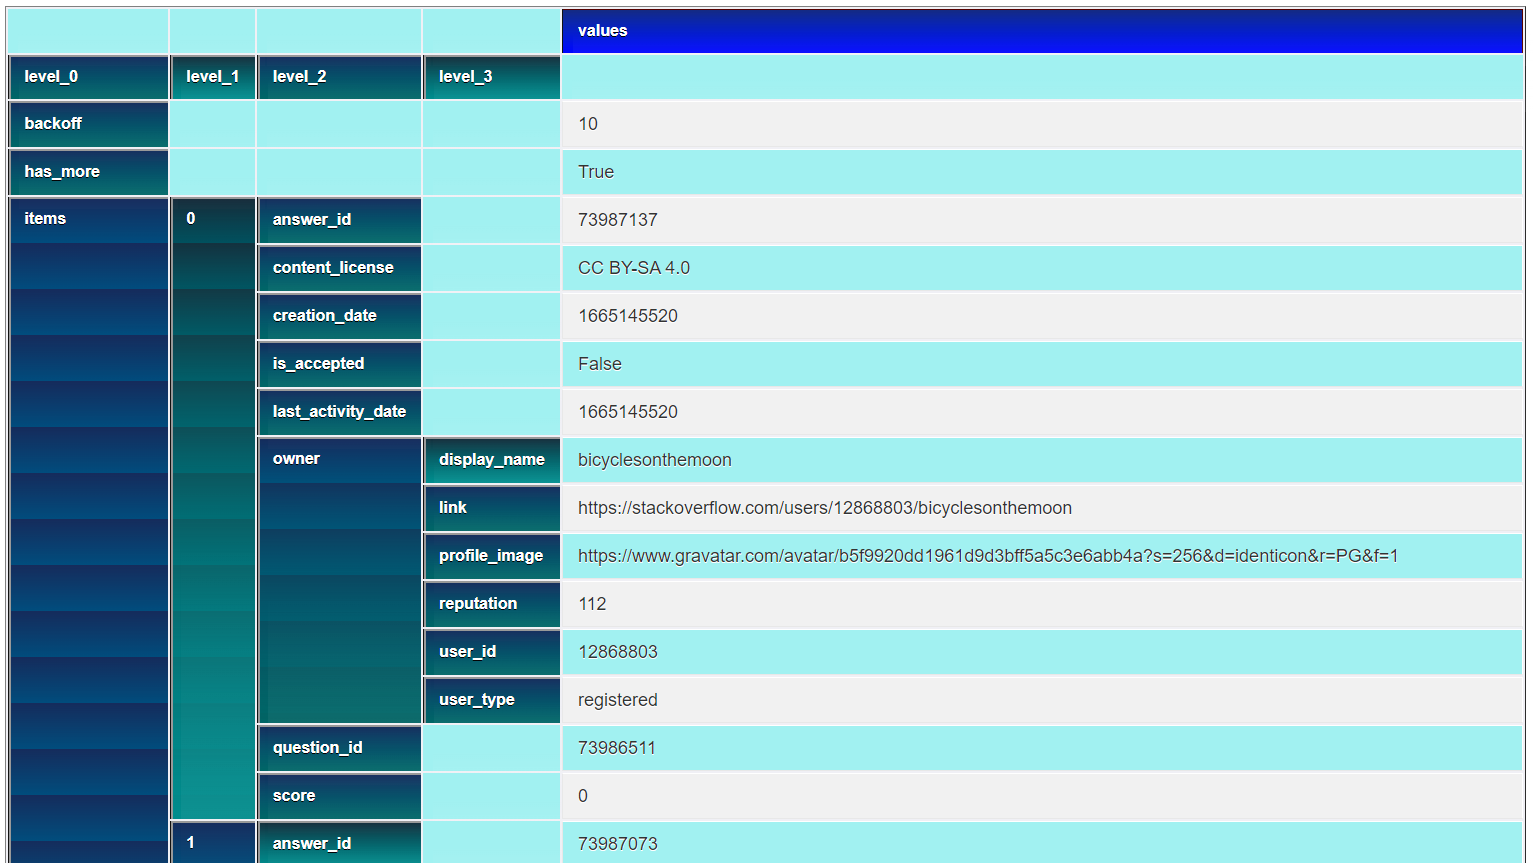 values
level_0 level_1 level_2 level_3
backoff 10
has_more True
items 0 answer_id 73987137
content_license CC BY-SA 4.0
creation_date 1665145520
is_accepted False
last_activity_date 1665145520
owner display_name bicyclesonthemoon
link https://stackoverflow.com/users/12868803/bicyclesonthemoon
profile_image https://www.gravatar.com/avatar/b5f9920dd1961d9d3bff5a5c3e6abb4a?s=256&d=identicon&r=PG&f=1
reputation 112
user_id 12868803
user_type registered
question_id 73986511
score 0
1 answer_id 73987073